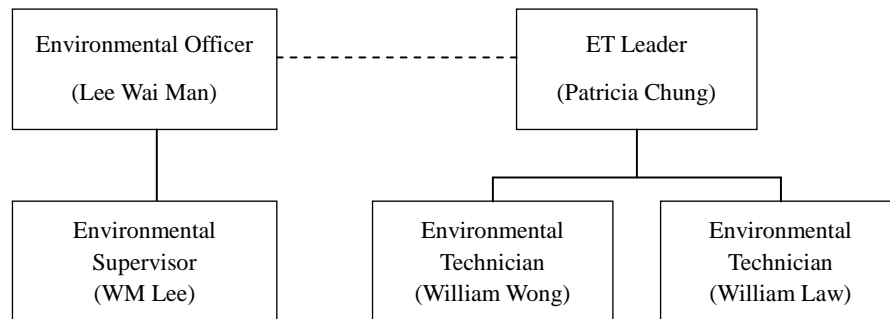 Environmental Officer
(Lee Wai Man)
ET Leader
(Patricia Chung)
Environmental
Supervisor
(WM Lee)
Environmental
Technician
(William Wong)
Environmental
Technician
(William Law)